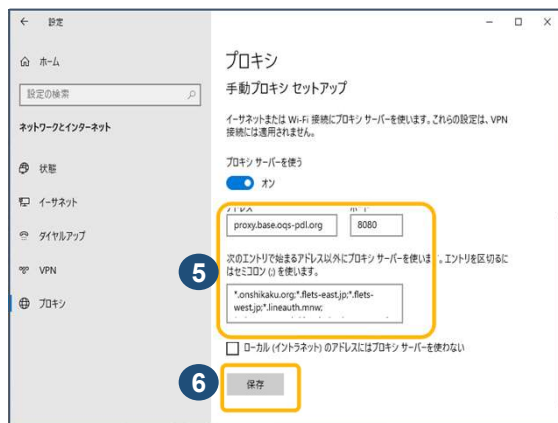 設定
ホーム
設定の検索
ネットワークとインターネット
状態
イーサネット
ダイヤルアップ
VPN
プロキシ
プロキシ
手動プロキシ セットアップ
イーサネットまたは Wi-Fi 接続にプロキシ サーバーを使います。これらの設定は、VPN
接続には適用されません。
プロキシ サーバーを使う
オン
アドレス ポート
proxy.base.oqs-pdl.org 8080
5
次のエントリで始まるアドレス以外にプロキシ サーバーを使います。エントリを区切るに
はセミコロン (;) を使います。
*.onshikaku.org;*.flets-east.jp;*.flets-
west.jp;*.lineauth.mnw;
ローカル (イントラネット) のアドレスにはプロキシ サーバーを使わない
6
保存